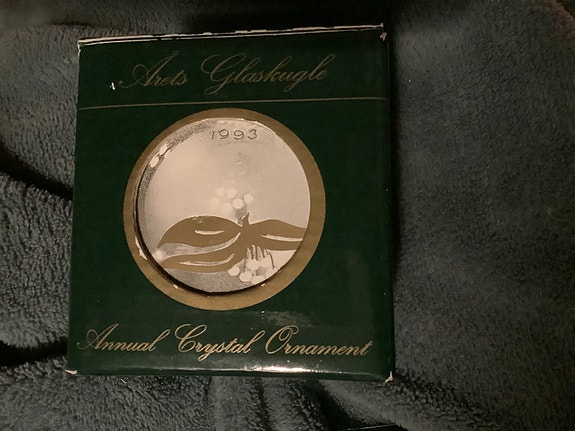 Årets Glaskugle
1993
Annual Crystal Ornament